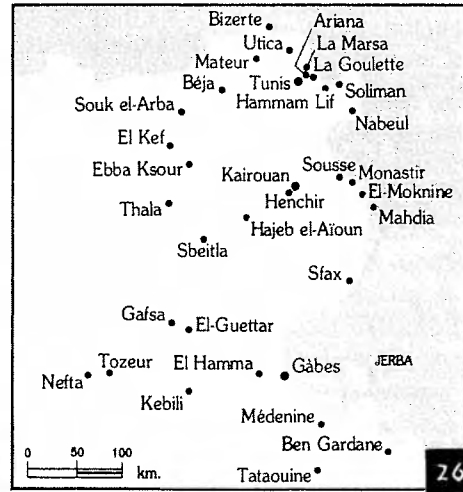 Bizerte
Ariana
Utica
La Marsa
Mateur
La Goulette
Béja
Tunis
Soliman
Hammam Lif
Souk el-Arba
Nabeul
El Kef
Ebba Ksour
Sousse
Monastir
Kairouan
El-Moknine
Henchir
Thala
Mahdia
Hajeb el-Aïoun
Sbeitla
Sfax
Gafsa
El-Guettar
Tozeur
El Hamma
Gàbes
JERBA
Nefta
Kebili
Médenine
Ben Gardane
0 50 100
km.
Tataouine
26